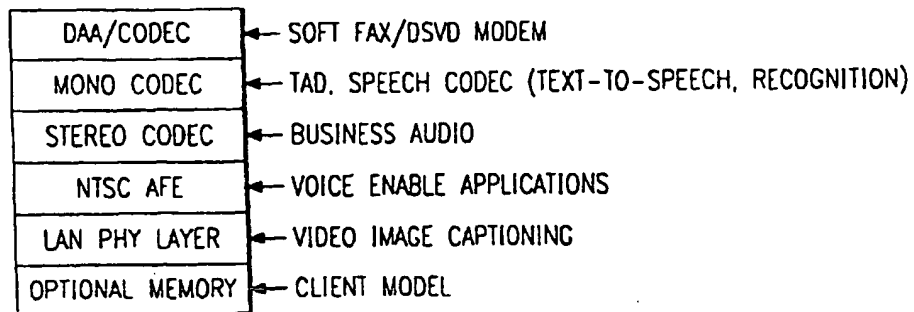 DAA/CODEC SOFT FAX/DSVD MODEM
MONO CODEC TAD, SPEECH CODEC (TEXT-TO-SPEECH, RECOGNITION)
STEREO CODEC BUSINESS AUDIO
NTSC AFE VOICE ENABLE APPLICATIONS
LAN PHY LAYER VIDEO IMAGE CAPTIONING
OPTIONAL MEMORY CLIENT MODEL